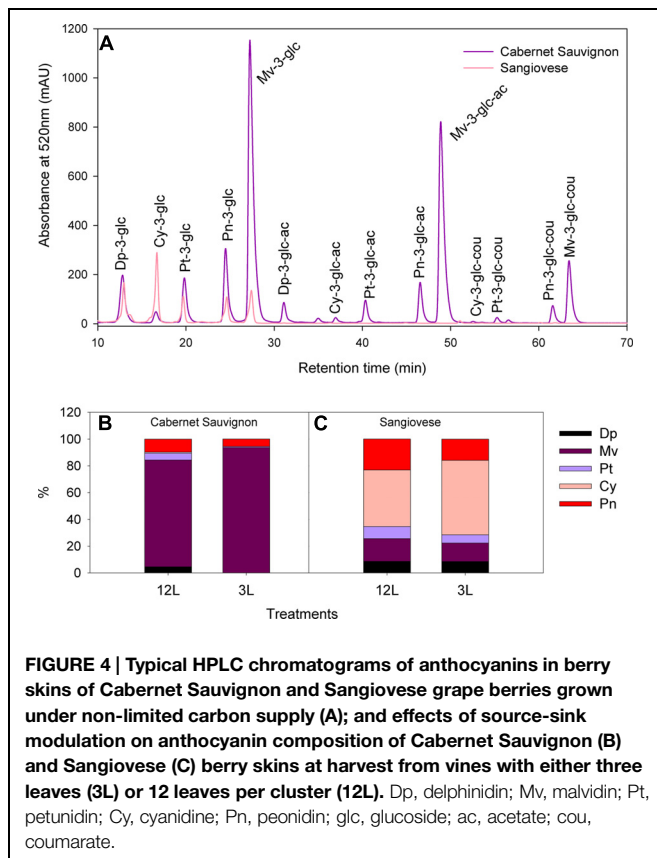 A
Cabernet Sauvignon
Sangiovese
1200
1000
800
600
400
200
0
Absorbance at 520nm (mAU)
Dp-3-glc
Cy-3-glc
Pt-3-glc
Pn-3-glc
Mv-3-glc
Dp-3-glc-ac
Cy-3-glc-ac
Pt-3-glc-ac
Pn-3-glc-ac
Mv-3-glc-ac
Cy-3-glc-cou
Pt-3-glc-cou
Pn-3-glc-cou
Mv-3-glc-cou
10 20 30 40 50 60 70
Retention time (min)
B Cabernet Sauvignon
C Sangiovese
120
100
80
60
40
20
0
%
12L 3L 12L 3L
Treatments
Dp
Mv
Pt
Cy
Pn
FIGURE 4 | Typical HPLC chromatograms of anthocyanins in berry
skins of Cabernet Sauvignon and Sangiovese grape berries grown
under non-limited carbon supply (A); and effects of source-sink
modulation on anthocyanin composition of Cabernet Sauvignon (B)
and Sangiovese (C) berry skins at harvest from vines with either three
leaves (3L) or 12 leaves per cluster (12L). Dp, delphinidin; Mv, malvidin; Pt,
petunidin; Cy, cyanidine; Pn, peonidin; glc, glucoside; ac, acetate; cou,
coumarate.